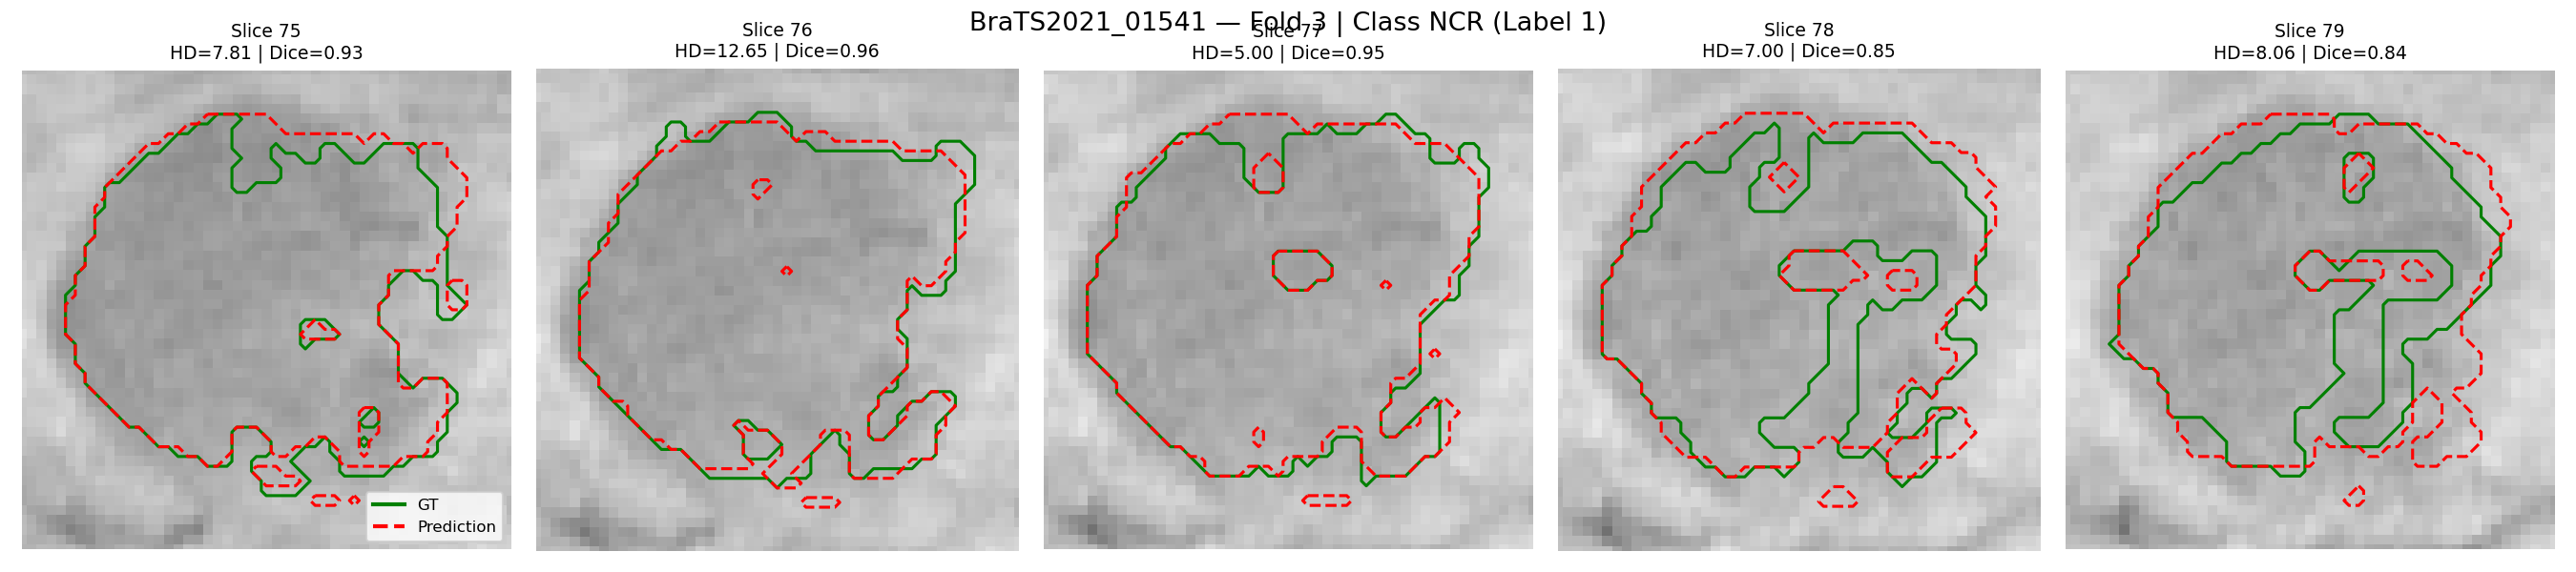 BraTS2021_01541 — Fold 3 | Class NCR (Label 1)
Slice 75
HD=7.81 | Dice=0.93
Slice 76
HD=12.65 | Dice=0.96
Slice 77
HD=5.00 | Dice=0.95
Slice 78
HD=7.00 | Dice=0.85
Slice 79
HD=8.06 | Dice=0.84
GT
Prediction